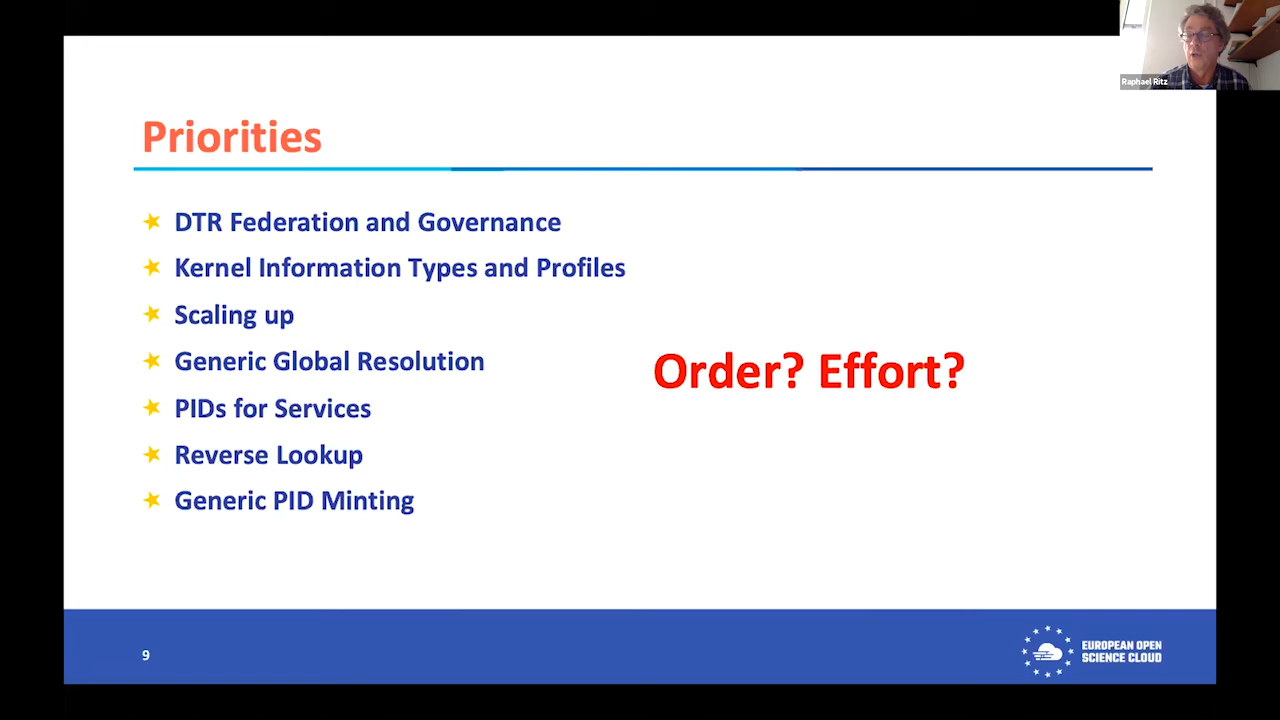 Raphael Ritz
Priorities
DTR Federation and Governance
Kernel Information Types and Profiles
Scaling up
Generic Global Resolution
PIDs for Services
Reverse Lookup
Generic PID Minting
Order? Effort?
9
EUROPEAN OPEN
SCIENCE CLOUD